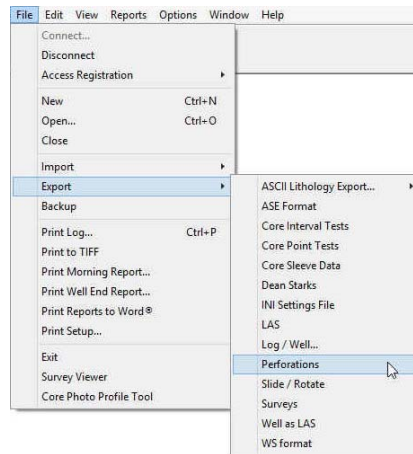 File Edit View Reports Options Window Help
Connect...
Disconnect
Access Registration
New Ctrl+N
Open... Ctrl+O
Close
Import
Export
Backup
Print Log... Ctrl+P
Print to TIFF
Print Morning Report...
Print Well End Report...
Print Reports to Word®
Print Setup...
Exit
Survey Viewer
Core Photo Profile Tool
ASCII Lithology Export...
ASE Format
Core Interval Tests
Core Point Tests
Core Sleeve Data
Dean Starks
INI Settings File
LAS
Log / Well...
Perforations
Slide / Rotate
Surveys
Well as LAS
WS format